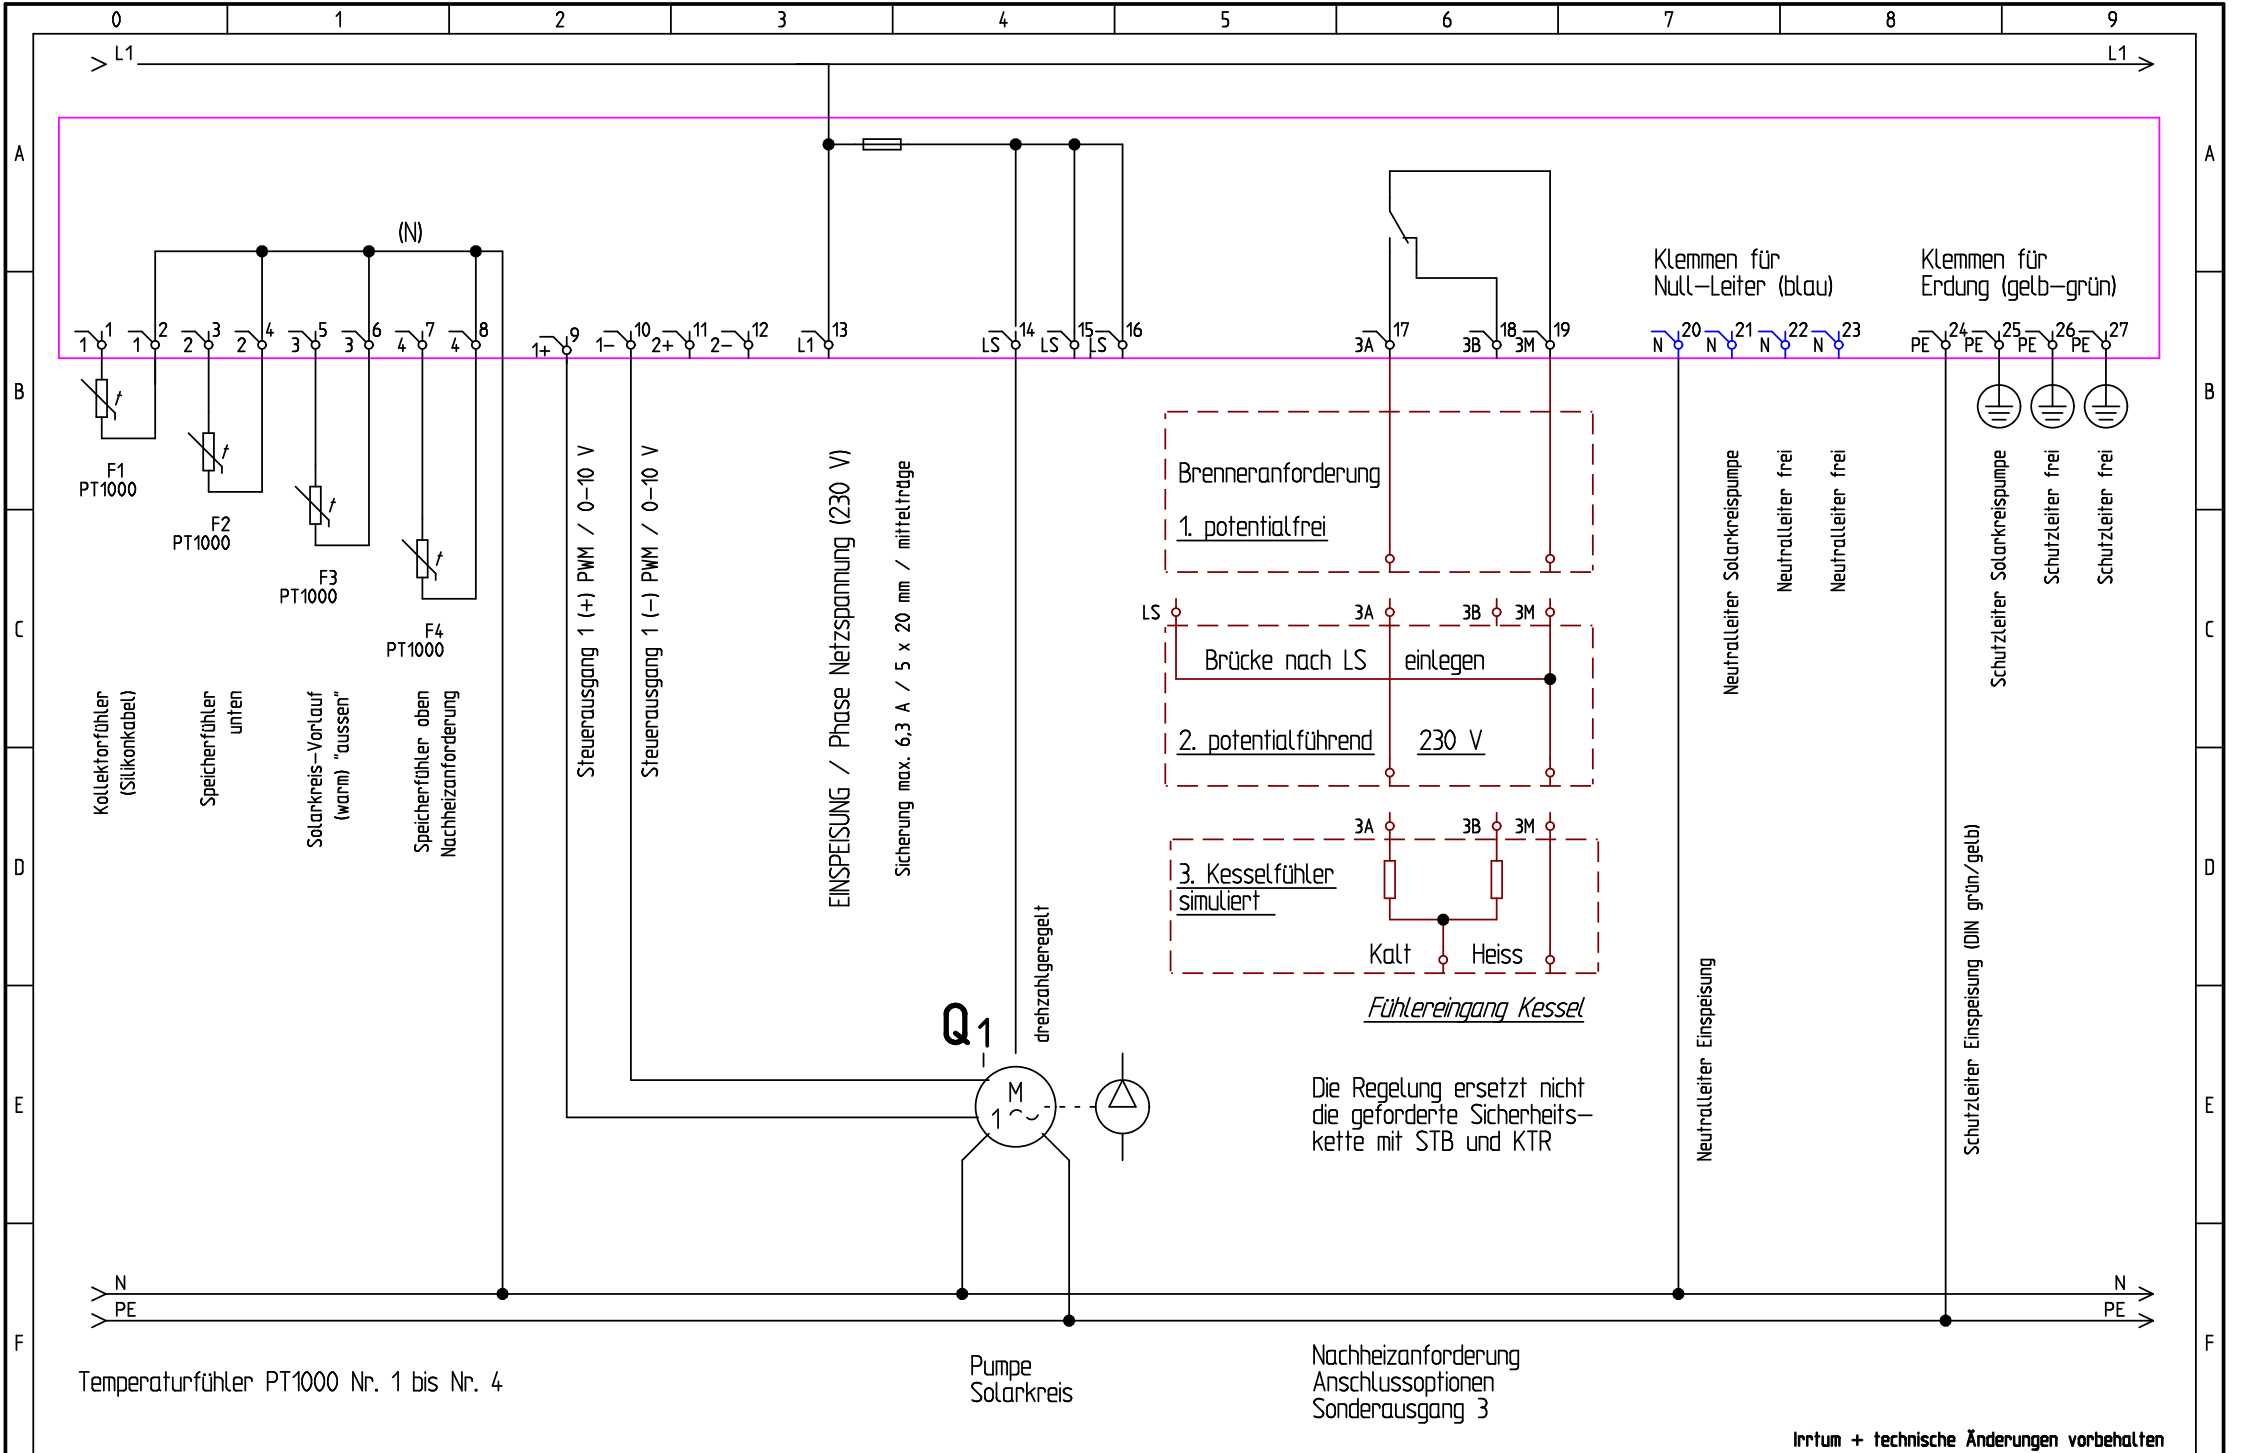 0 1 2 3 4 5 6 7 8 9
L1 L1
A A
(N)
Klemmen für
Null-Leiter (blau)
Klemmen für
Erdung (gelb-grün)
1 2 3 4 5 6 7 8 9 10 11 12 13 14 15 16 17 18 19 20 21 22 23 24 25 26 27
1 1 2 2 3 3 4 4 1+ 1- 2+ 2- L1 LS LS LS 3A 3B 3M N N N N PE PE PE PE
B B
F1
PT1000
F2
PT1000
F3
PT1000
F4
PT1000
Kollektorfühler
(Silikonkabel)
Speicherfühler
unten
Solarkreis-Vorlauf
(warm) "aussen"
Speicherfühler oben
Nachheizanforderung
Steuerausgang 1 (+) PWM / 0-10 V
Steuerausgang 1 (-) PWM / 0-10 V
EINSPEISUNG / Phase Netzspannung (230 V)
Sicherung max. 6,3 A / 5 x 20 mm / mittelträge
drehzahlgeregelt
Brenneranforderung
1. potentialfrei
C C
LS 3A 3B 3M
Brücke nach LS einlegen
2. potentialführend 230 V
3A 3B 3M
D D
3. Kesselfühler
simuliert
Kalt Heiss
Fühlereingang Kessel
Neutralleiter Einspeisung
Neutralleiter Solarkreispumpe
Neutralleiter frei
Neutralleiter frei
Schutzleiter Einspeisung (DIN grün/gelb)
Schutzleiter Solarkreispumpe
Schutzleiter frei
Schutzleiter frei
Q1
M
1~
E E
Die Regelung ersetzt nicht
die geforderte Sicherheits-
kette mit STB und KTR
N N
PE PE
F F
Temperaturfühler PT1000 Nr. 1 bis Nr. 4
Pumpe
Solarkreis
Nachheizanforderung
Anschlussoptionen
Sonderausgang 3
Irrtum + technische Änderungen vorbehalten